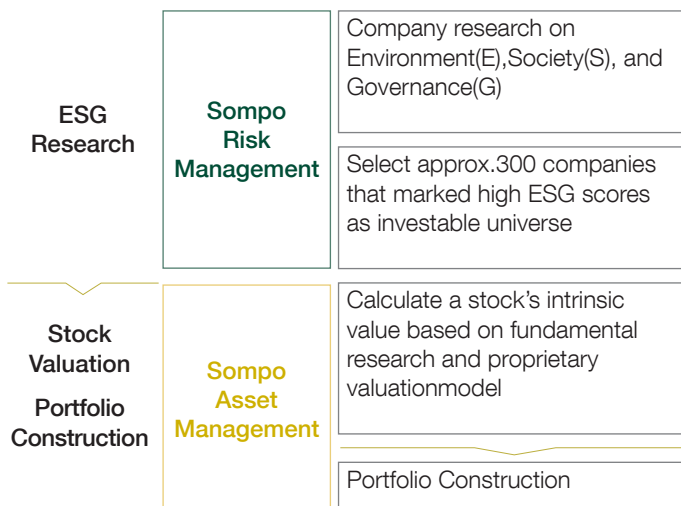 ESG
Research
Sompo
Risk
Management
Company research on
Environment(E),Society(S), and
Governance(G)
Select approx.300 companies
that marked high ESG scores
as investable universe
Stock
Valuation
Portfolio
Construction
Sompo
Asset
Management
Calculate a stock's intrinsic
value based on fundamental
research and proprietary
valuationmodel
Portfolio Construction